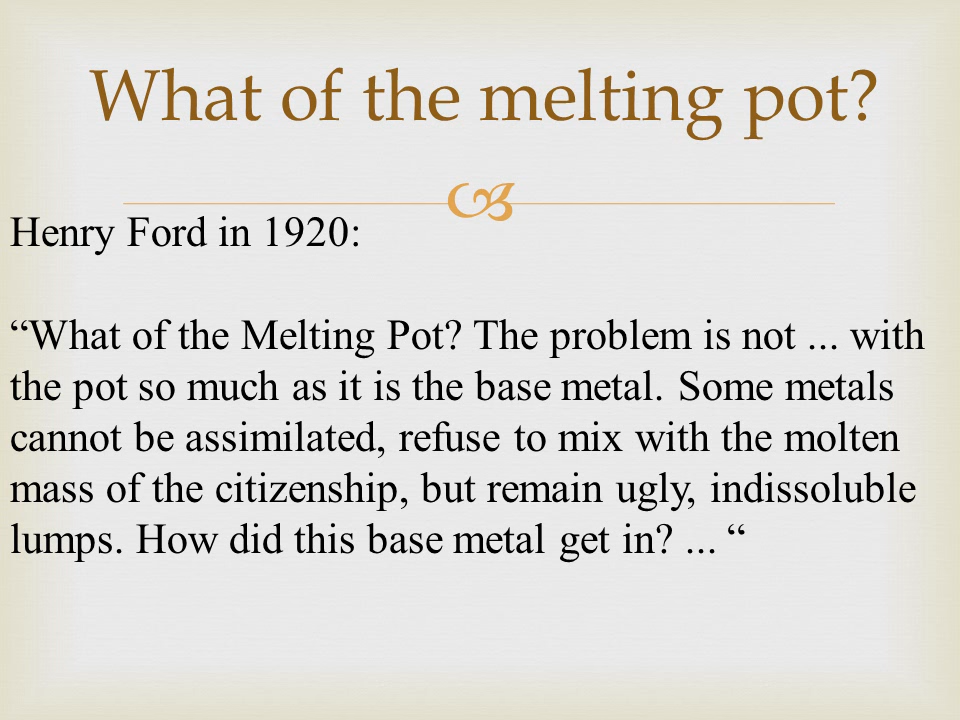 What of the melting pot?
Henry Ford in 1920:
“What of the Melting Pot? The problem is not ... with
the pot so much as it is the base metal. Some metals
cannot be assimilated, refuse to mix with the molten
mass of the citizenship, but remain ugly, indissoluble
lumps. How did this base metal get in? ... “